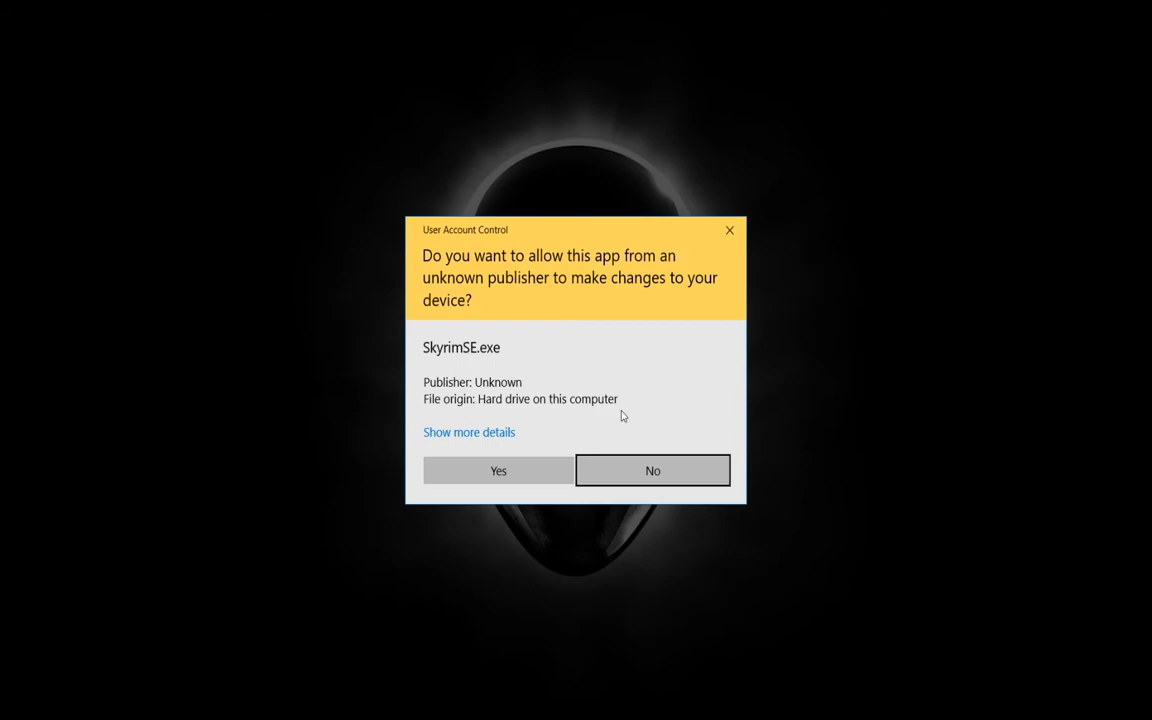 User Account Control
Do you want to allow this app from an
unknown publisher to make changes to your
device?
SkyrimSE.exe
Publisher: Unknown
File origin: Hard drive on this computer
Show more details
Yes
No